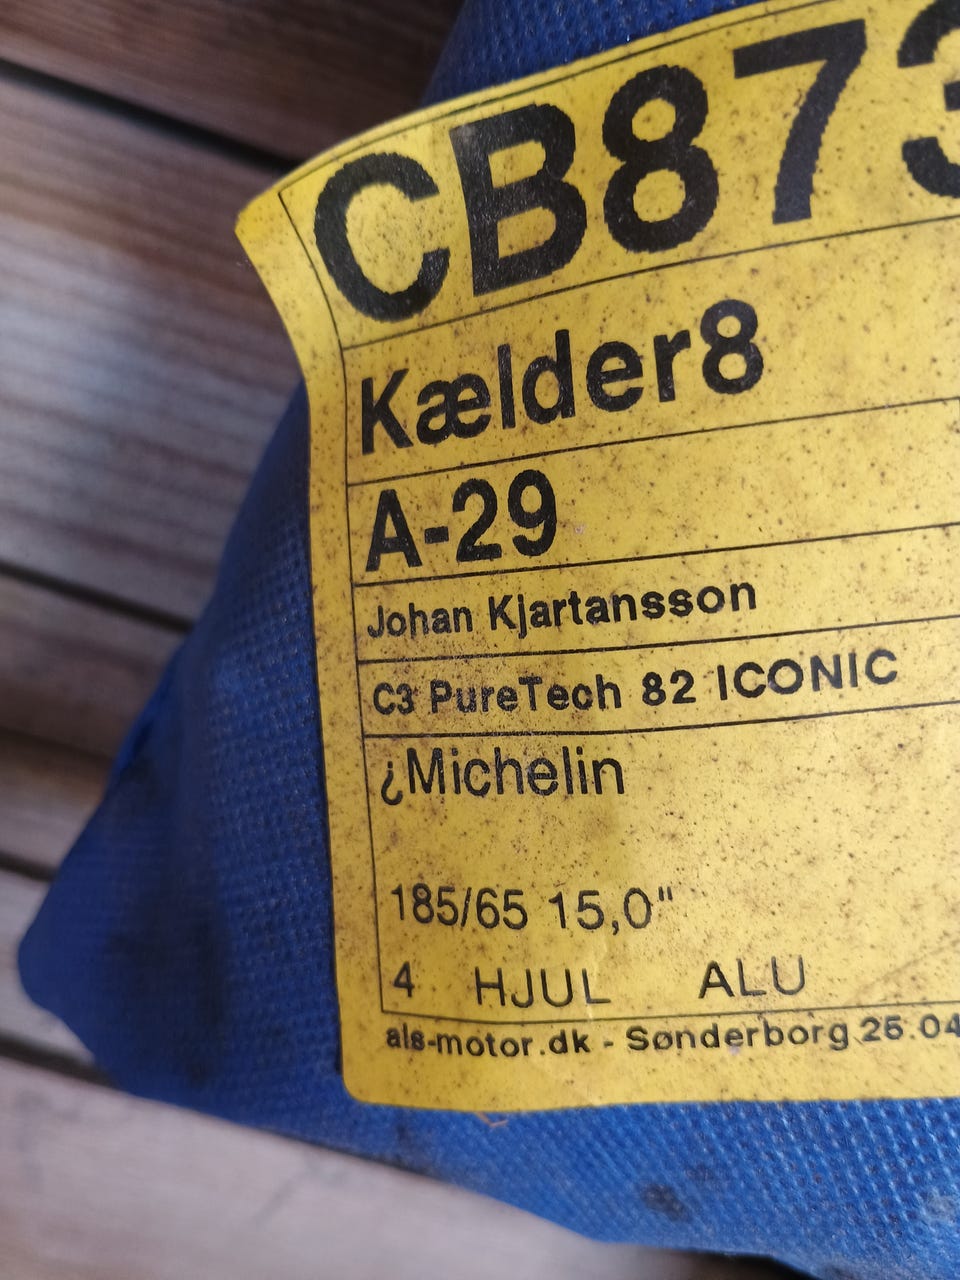 CB873
Kælder8
A-29
Johan Kjartansson
C3 PureTech 82 ICONIC
¿Michelin
185/65 15,0"
4 HJUL ALU
als-motor.dk - Sønderborg 25.04